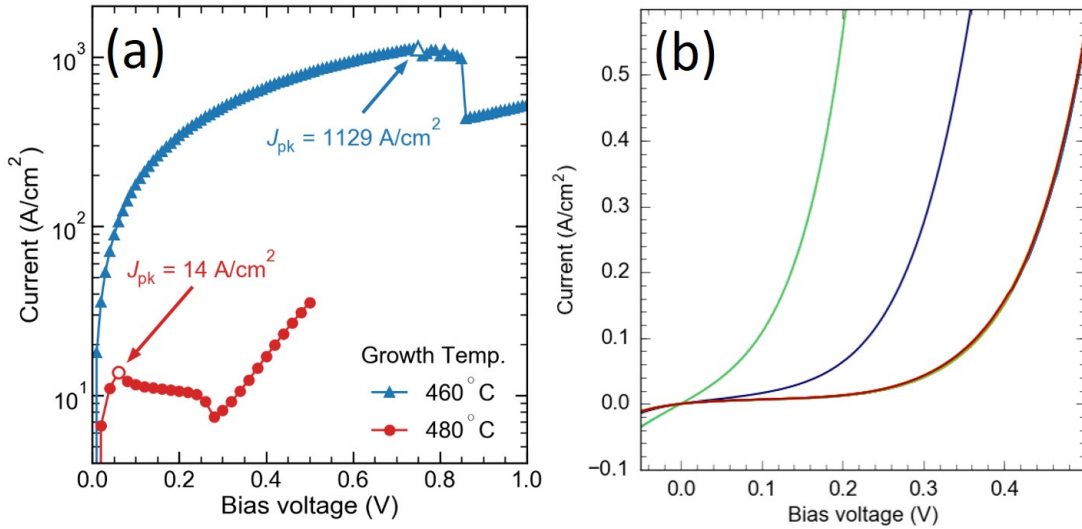 (a)
10³
10²
10¹
Current (A/cm²)
J_pk = 1129 A/cm²
J_pk = 14 A/cm²
Growth Temp.
460°C
480°C
0.0 0.2 0.4 0.6 0.8 1.0
Bias voltage (V)
(b)
0.5
0.4
0.3
0.2
0.1
0.0
−0.1
Current (A/cm²)
0.0 0.1 0.2 0.3 0.4
Bias voltage (V)